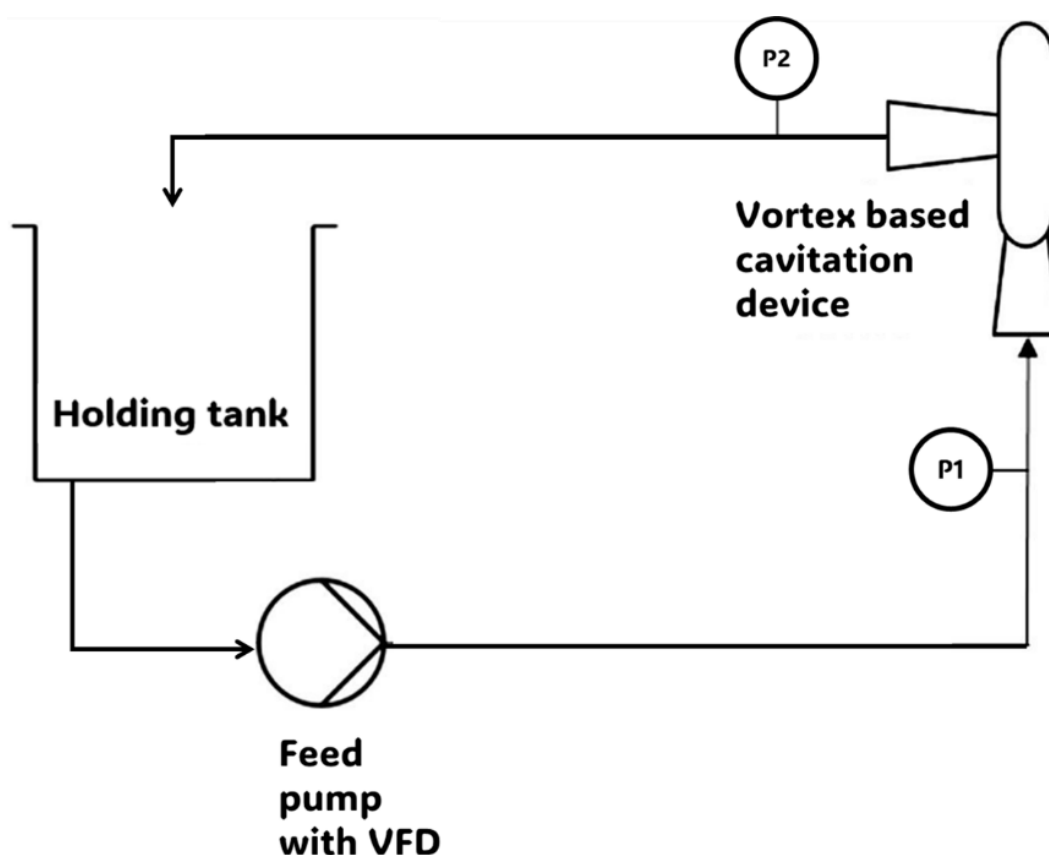 P2
Vortex based
cavitation
device
Holding tank
P1
Feed
pump
with VFD